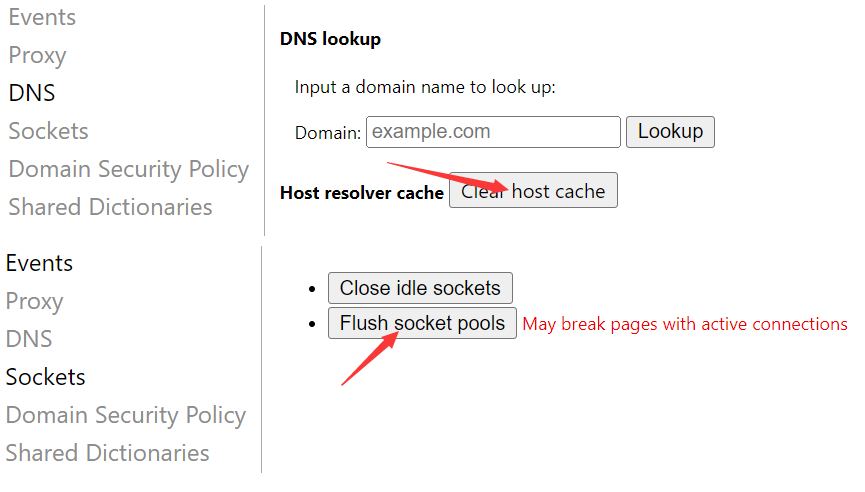 Events
Proxy
DNS
Sockets
Domain Security Policy
Shared Dictionaries
DNS lookup
Input a domain name to look up:
Domain: example.com Lookup
Host resolver cache Clear host cache
Events
Proxy
DNS
Sockets
Domain Security Policy
Shared Dictionaries
Close idle sockets
Flush socket pools May break pages with active connections